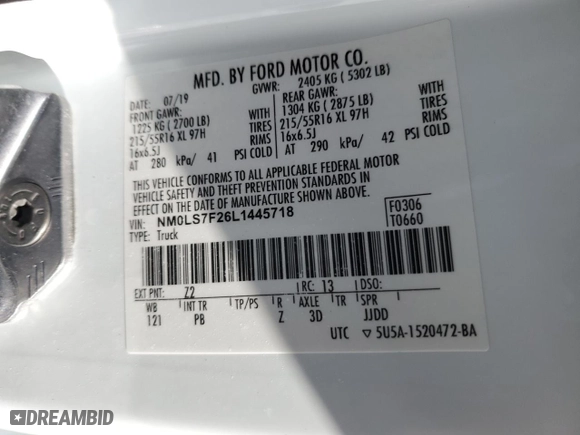 MFD. BY FORD MOTOR CO.
DATE: 07/19 GVWR: 2405 KG ( 5302 LB)
FRONT GAWR: REAR GAWR:
1225 KG ( 2700 LB) WITH 1304 KG ( 2875 LB) WITH
215/55R16 XL 97H TIRES 215/55R16 XL 97H TIRES
16x6.5J RIMS 16x6.5J RIMS
AT 280 kPa/ 41 PSI COLD AT 290 kPa/ 42 PSI COLD
THIS VEHICLE CONFORMS TO ALL APPLICABLE FEDERAL MOTOR
VEHICLE SAFETY AND THEFT PREVENTION STANDARDS IN
EFFECT ON THE DATE OF MANUFACTURE SHOWN ABOVE.
VIN: NM0LS7F26L1445718 F0306
TYPE: Truck T0660
EXT PNT: Z2 RC: 13 DSO:
WB INT TR TP/PS R AXLE TR SPR
121 PB Z 3D JJDD
UTC ▽ 5U5A-1520472-BA
DREAMBID